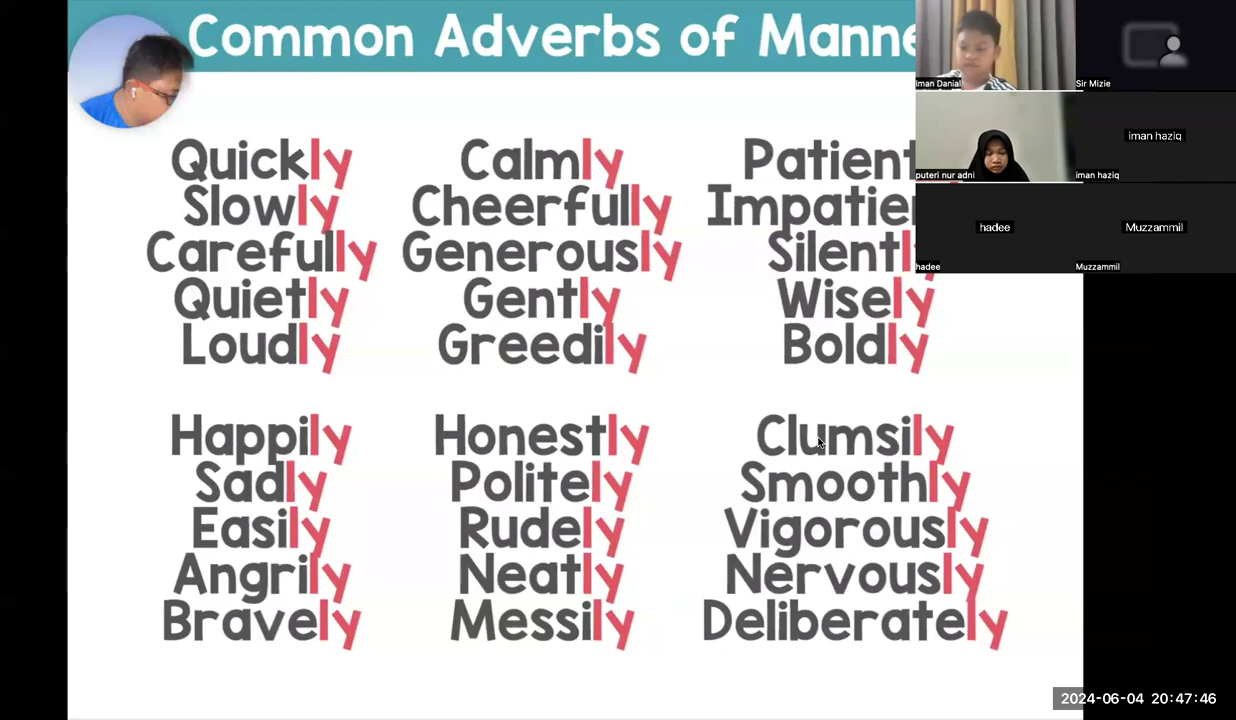 Common Adverbs of Manne
Quickly
Slowly
Carefully
Quietly
Loudly
Calmly
Cheerfully
Generously
Gently
Greedily
Patient
Impatien
Silently
Wisely
Boldly
Happily
Sadly
Easily
Angrily
Bravely
Honestly
Politely
Rudely
Neatly
Messily
Clumsily
Smoothly
Vigorously
Nervously
Deliberately
Iman Danial
Sir Mizie
puteri nur adni
iman haziq
iman haziq
hadee
hadee
Muzzammil
Muzzammil
2024-06-04 20:47:46